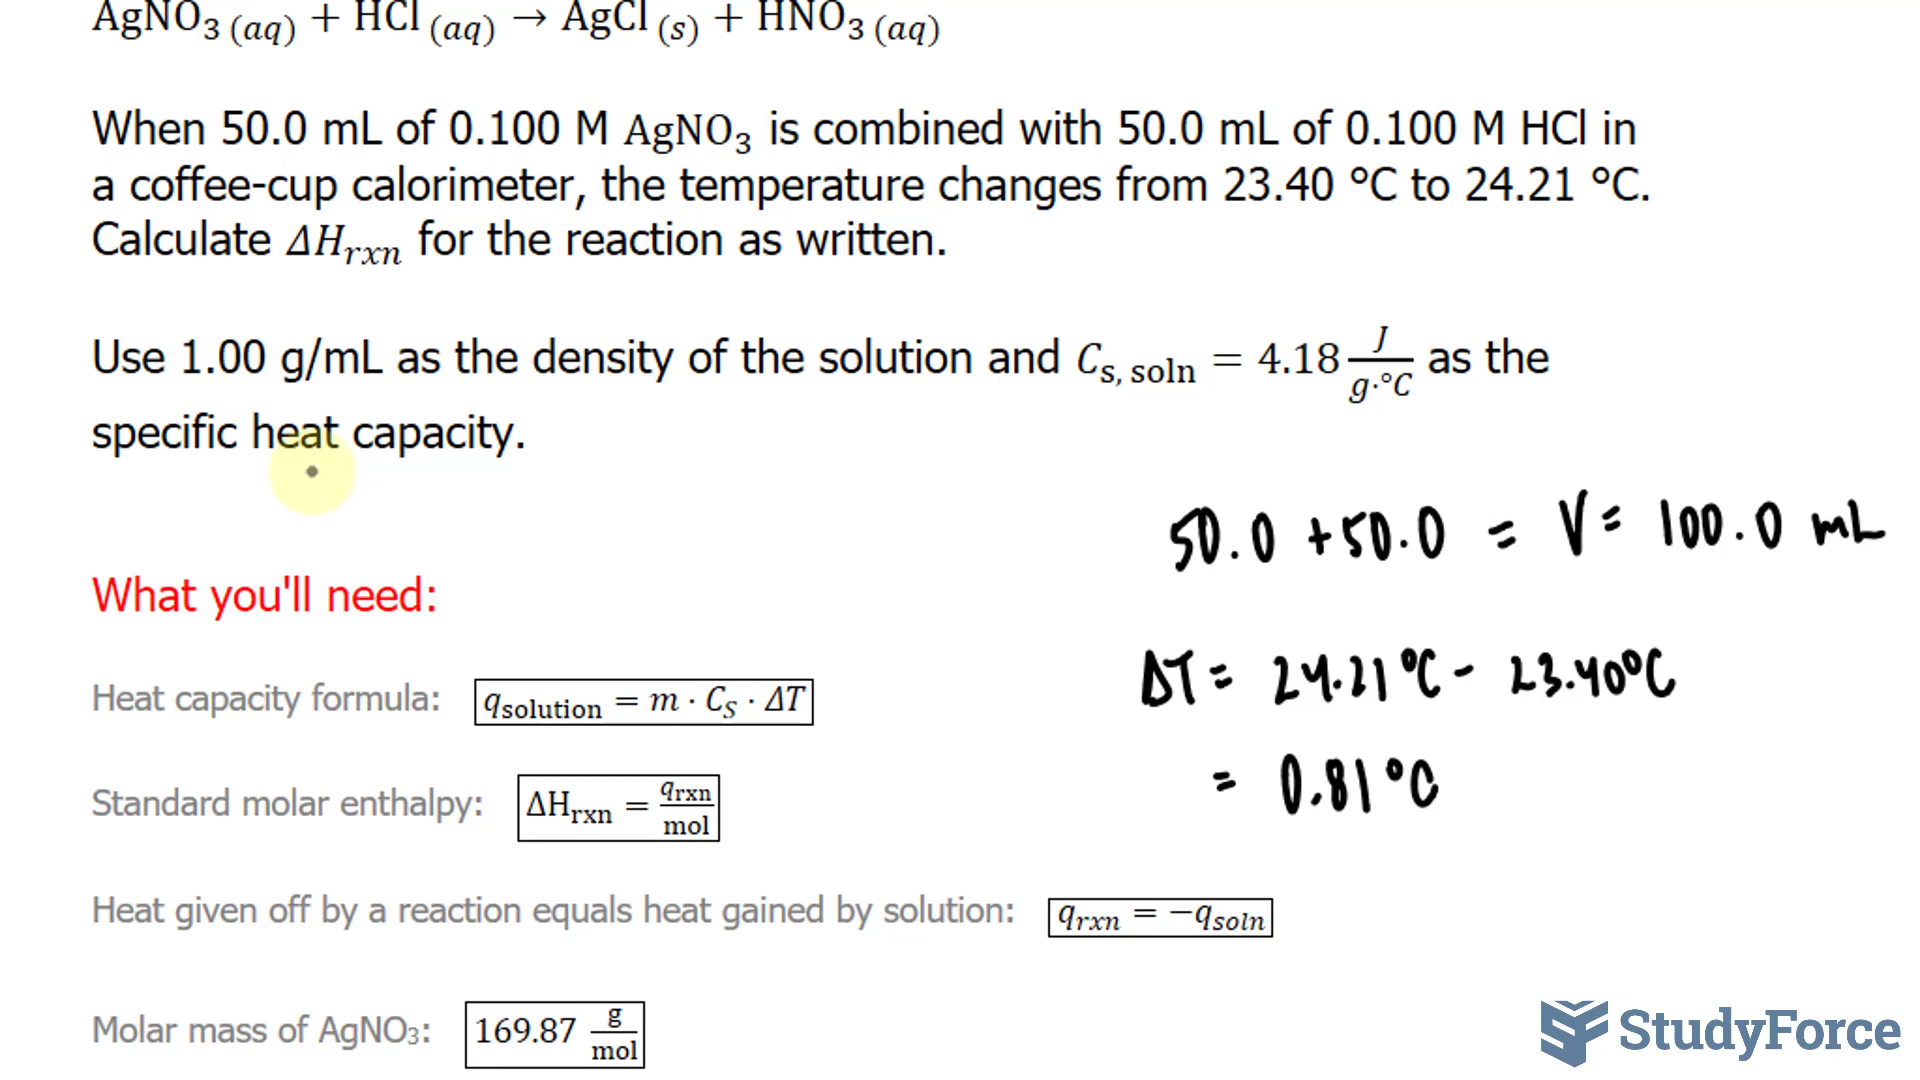 AgNO₃ (aq) + HCl (aq) → AgCl (s) + HNO₃ (aq)
When 50.0 mL of 0.100 M AgNO₃ is combined with 50.0 mL of 0.100 M HCl in
a coffee-cup calorimeter, the temperature changes from 23.40 °C to 24.21 °C.
Calculate ΔHrxn for the reaction as written.
Use 1.00 g/mL as the density of the solution and Cs, soln = 4.18 J/g·°C as the
specific heat capacity.
50.0 + 50.0 = V = 100.0 mL
What you'll need:
ΔT = 24.21 °C - 23.40 °C
Heat capacity formula: qsolution = m · CS · ΔT
= 0.81 °C
Standard molar enthalpy: ΔHrxn = qrxn/mol
Heat given off by a reaction equals heat gained by solution: qrxn = −qsoln
Molar mass of AgNO₃: 169.87 g/mol
StudyForce